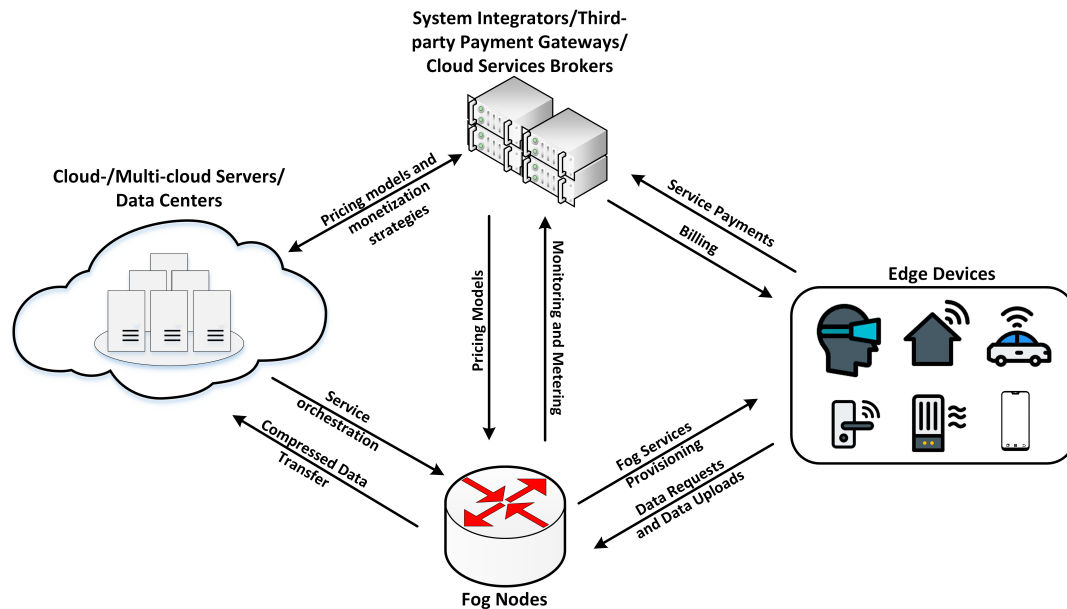 System Integrators/Third-
party Payment Gateways/
Cloud Services Brokers
Cloud-/Multi-cloud Servers/
Data Centers
Pricing models and
monetization
strategies
Service Payments
Billing
Edge Devices
Pricing Models
Monitoring and Metering
Service
orchestration
Compressed Data
Transfer
Fog Services
Provisioning
Data Requests
and Data Uploads
Fog Nodes